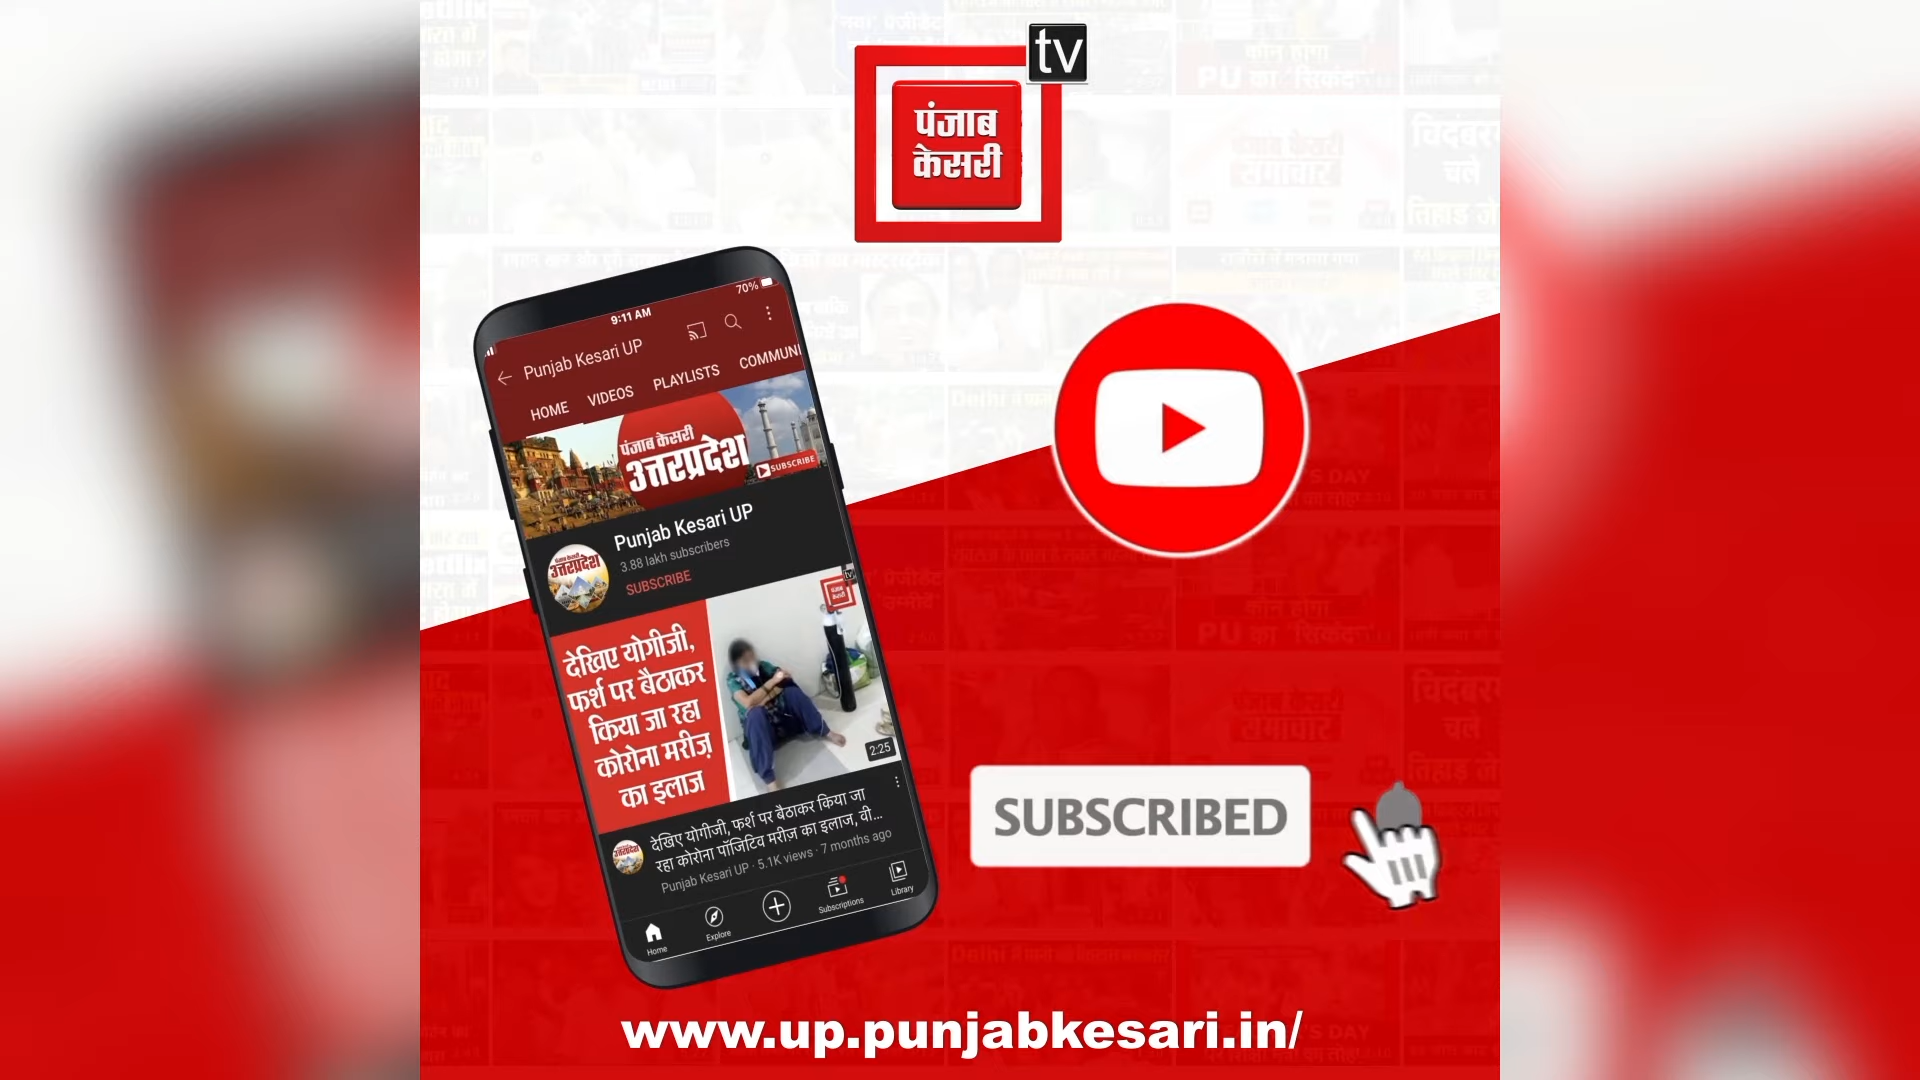 tv
पंजाब
केसरी
9:11 AM
70%
Punjab Kesari UP
HOME VIDEOS PLAYLISTS COMMUNI
पंजाब केसरी
उत्तरप्रदेश
SUBSCRIBE
Punjab Kesari UP
3.88 lakh subscribers
SUBSCRIBE
उत्तरप्रदेश
देखिए योगीजी,
फर्श पर बैठाकर
किया जा रहा
कोरोना मरीज़
का इलाज
2:25
देखिए योगीजी, फर्श पर बैठाकर किया जा
रहा कोरोना पॉजिटिव मरीज़ का इलाज, वी...
Punjab Kesari UP · 5.1K views · 7 months ago
Home Explore Subscriptions Library
SUBSCRIBED
www.up.punjabkesari.in/